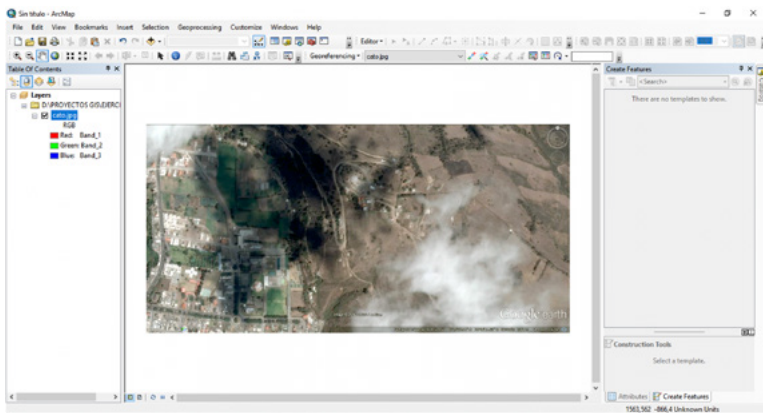 Sin título - ArcMap
File Edit View Bookmarks Insert Selection Geoprocessing Customize Windows Help
Editor
Georeferencing cato.jpg
Table Of Contents
Create Features
<Search>
There are no templates to show.
Layers
D:\PROYECTOS GIS\EJERCI
cato.jpg
RGB
Red: Band_1
Green: Band_2
Blue: Band_3
Google earth
Construction Tools
Select a template.
Attributes Create Features
1563,562 -866,4 Unknown Units